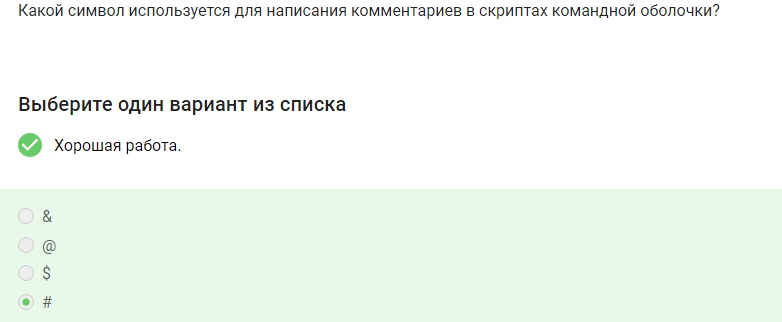 Какой символ используется для написания комментариев в скриптах командной оболочки?
Выберите один вариант из списка
Хорошая работа.
&
@
$
#